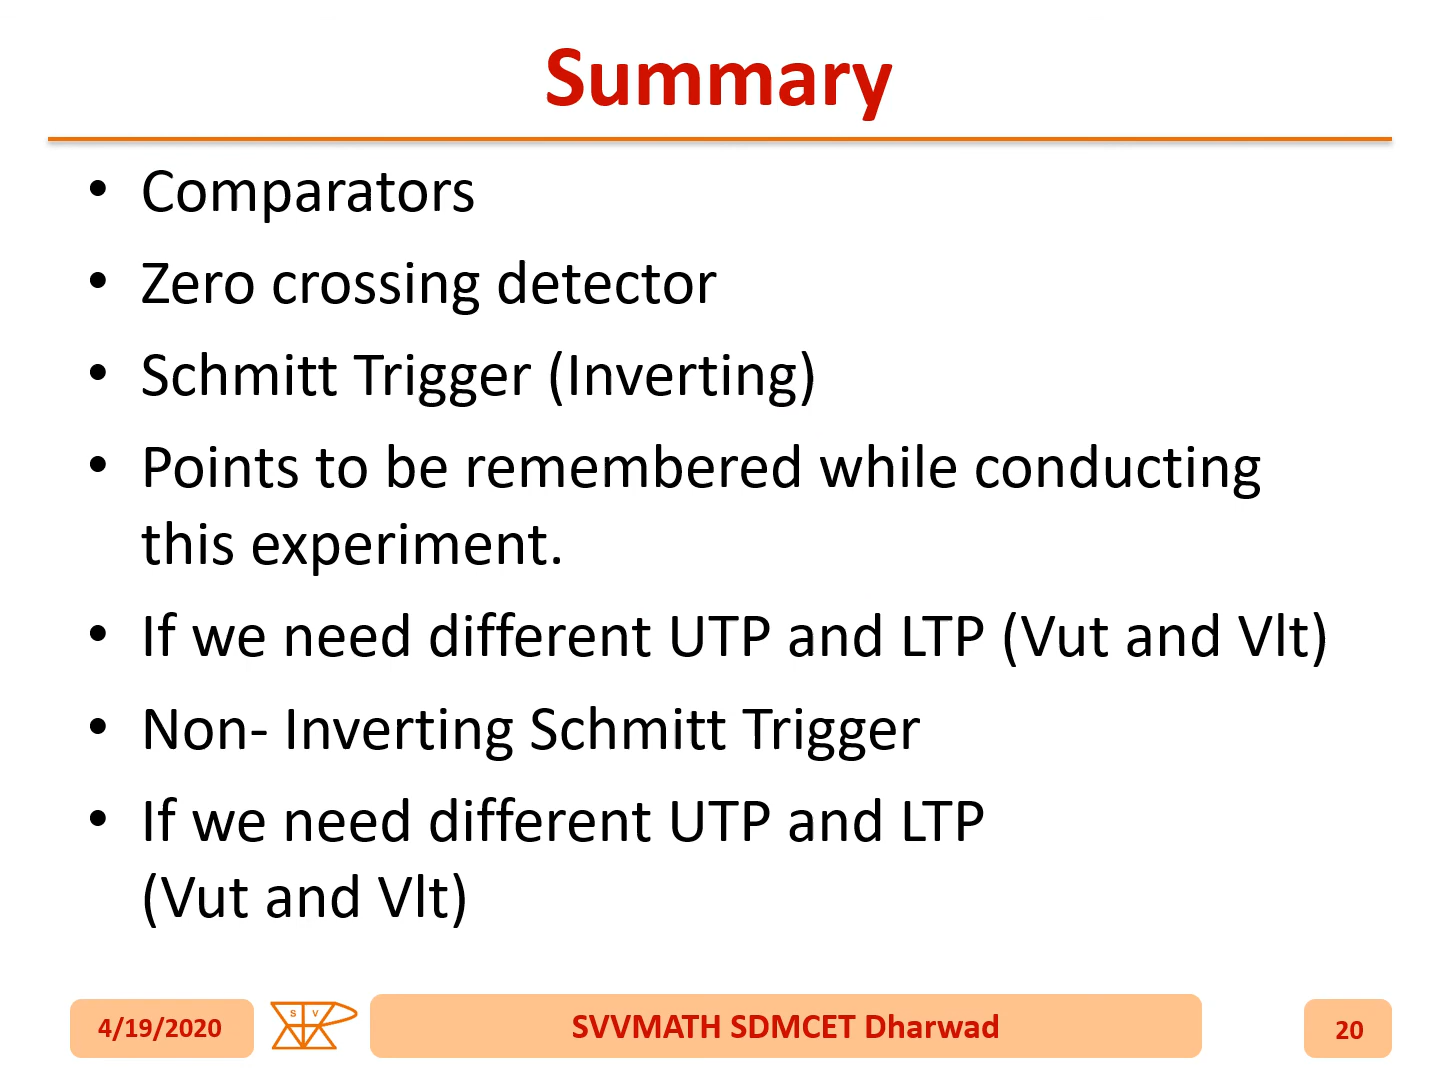 Summary
• Comparators
• Zero crossing detector
• Schmitt Trigger (Inverting)
• Points to be remembered while conducting
this experiment.
• If we need different UTP and LTP (Vut and Vlt)
• Non- Inverting Schmitt Trigger
• If we need different UTP and LTP
(Vut and Vlt)
4/19/2020
S V
SVVMATH SDMCET Dharwad
20